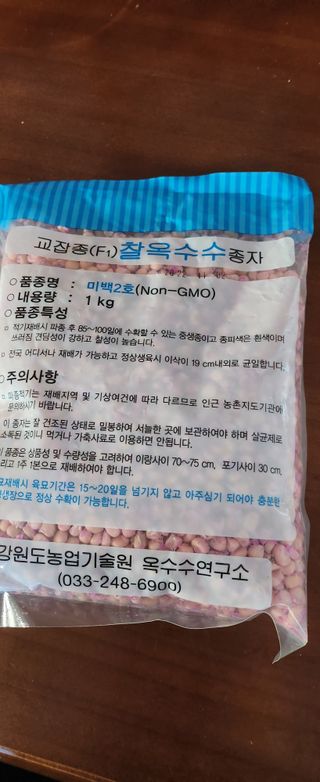 교잡종(F₁)찰옥수수종자
○ 품종명 : 미백2호(Non-GMO)
○ 내용량 : 1 kg
○ 품종특성
적기재배시 파종 후 85~100일에 수확할 수 있는 중생종이고 종피색은 흰색이며
쓰러짐 견딤성이 강하고 찰성이 높습니다.
전국 어디서나 재배가 가능하고 정상생육시 이삭이 19 cm내외로 균일합니다.
○ 주의사항
파종적기는 재배지역 및 기상여건에 따라 다르므로 인근 농촌지도기관에
문의하시기 바랍니다.
이 종자는 잘 건조된 상태로 밀봉하여 서늘한 곳에 보관하여야 하며 살균제로
소독된 것이니 먹거나 가축사료로 이용하면 안됩니다.
품종은 상품성 및 수량성을 고려하여 이랑사이 70~75 cm, 포기사이 30 cm,
그리고 1주 1본으로 재배하여야 합니다.
묘재배시 육묘기간은 15~20일을 넘기지 않고 아주심기 되어야 충분한
정상 수확이 가능합니다.
강원도농업기술원 옥수수연구소
(033-248-6900)